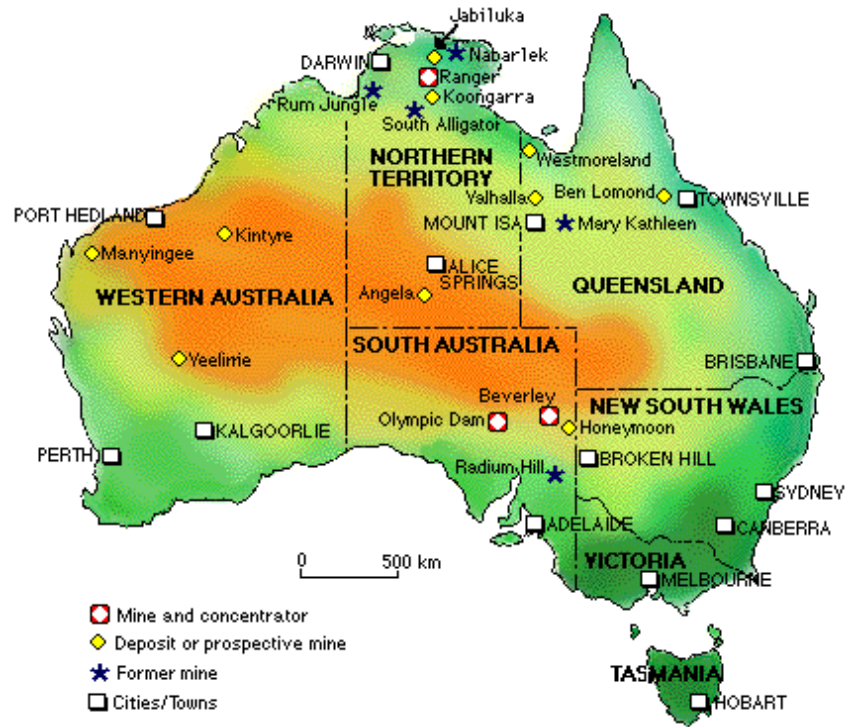 Jabiluka
DARWIN
Nabarlek
Ranger
Rum Jungle
Koongarra
South Alligator
NORTHERN
TERRITORY
Westmoreland
Valhalla
Ben Lomond
TOWNSVILLE
PORT HEDLAND
MOUNT ISA
Mary Kathleen
Kintyre
Manyingee
ALICE
SPRINGS
Angela
WESTERN AUSTRALIA
QUEENSLAND
SOUTH AUSTRALIA
Yeelirrie
BRISBANE
Beverley
NEW SOUTH WALES
Olympic Dam
Honeymoon
KALGOORLIE
PERTH
BROKEN HILL
Radium Hill
SYDNEY
ADELAIDE
CANBERRA
VICTORIA
0 500 km
MELBOURNE
Mine and concentrator
Deposit or prospective mine
Former mine
Cities/Towns
TASMANIA
HOBART